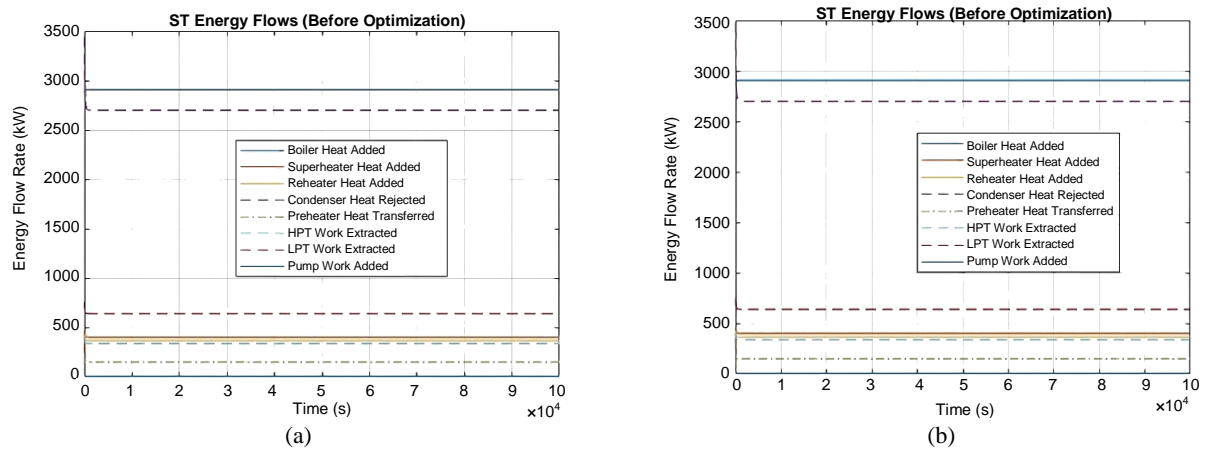 ST Energy Flows (Before Optimization)
3500
3000
2500
2000
1500
1000
500
0
Energy Flow Rate (kW)
Boiler Heat Added
Superheater Heat Added
Reheater Heat Added
Condenser Heat Rejected
Preheater Heat Transferred
HPT Work Extracted
LPT Work Extracted
Pump Work Added
0 1 2 3 4 5 6 7 8 9 10
Time (s)
×10⁴
(a)
ST Energy Flows (Before Optimization)
3500
3000
2500
2000
1500
1000
500
0
Energy Flow Rate (kW)
Boiler Heat Added
Superheater Heat Added
Reheater Heat Added
Condenser Heat Rejected
Preheater Heat Transferred
HPT Work Extracted
LPT Work Extracted
Pump Work Added
0 1 2 3 4 5 6 7 8 9 10
Time (s)
×10⁴
(b)